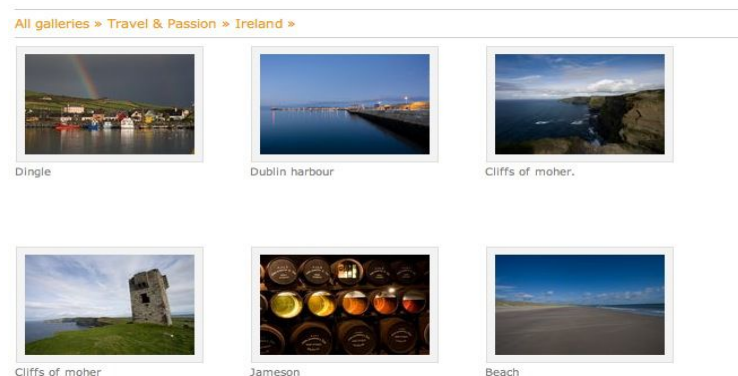 All galleries » Travel & Passion » Ireland »
Dingle
Dublin harbour
Cliffs of moher.
Cliffs of moher
Jameson
Beach